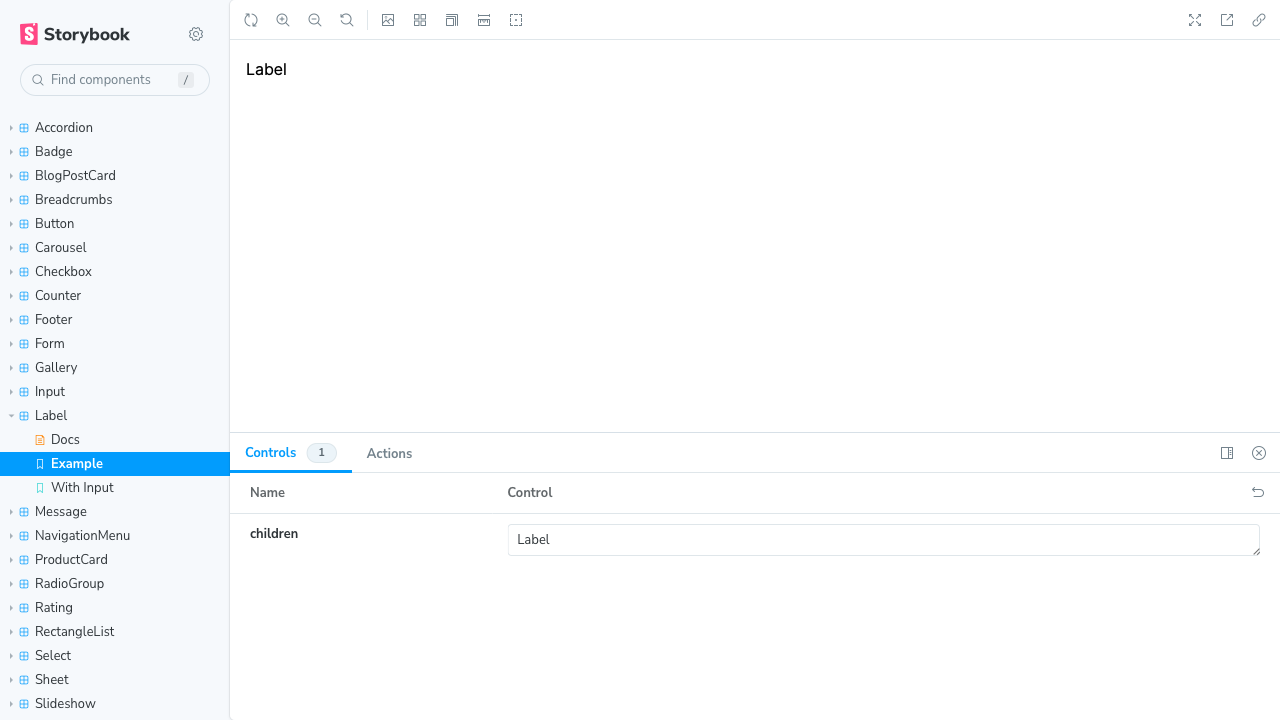 Storybook
Find components /
Accordion
Badge
BlogPostCard
Breadcrumbs
Button
Carousel
Checkbox
Counter
Footer
Form
Gallery
Input
Label
Docs
Example
With Input
Message
NavigationMenu
ProductCard
RadioGroup
Rating
RectangleList
Select
Sheet
Slideshow
Label
Controls 1 Actions
Name Control
children Label